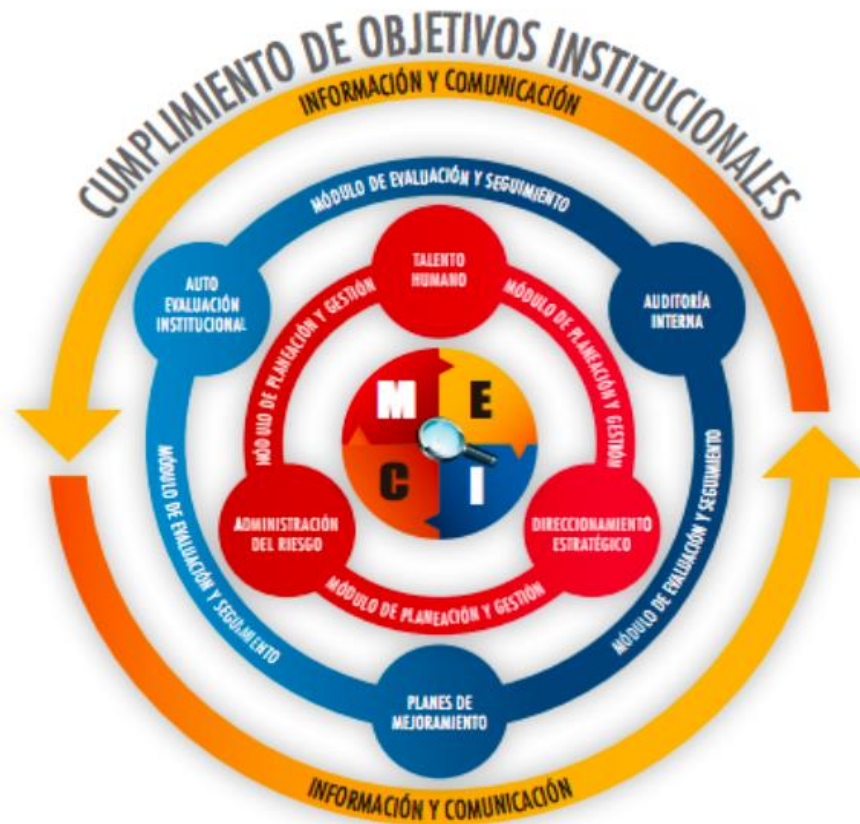 CUMPLIMIENTO DE OBJETIVOS INSTITUCIONALES
INFORMACIÓN Y COMUNICACIÓN
MÓDULO DE EVALUACIÓN Y SEGUIMIENTO
TALENTO
HUMANO
AUTO
EVALUACIÓN
INSTITUCIONAL
AUDITORÍA
INTERNA
MÓDULO DE PLANEACIÓN Y GESTIÓN
MÓDULO DE PLANEACIÓN Y GESTIÓN
M E
C I
ADMINISTRACIÓN
DEL RIESGO
DIRECCIONAMIENTO
ESTRATÉGICO
MÓDULO DE EVALUACIÓN Y SEGUIMIENTO
MÓDULO DE EVALUACIÓN Y SEGUIMIENTO
MÓDULO DE PLANEACIÓN Y GESTIÓN
PLANES DE
MEJORAMIENTO
INFORMACIÓN Y COMUNICACIÓN